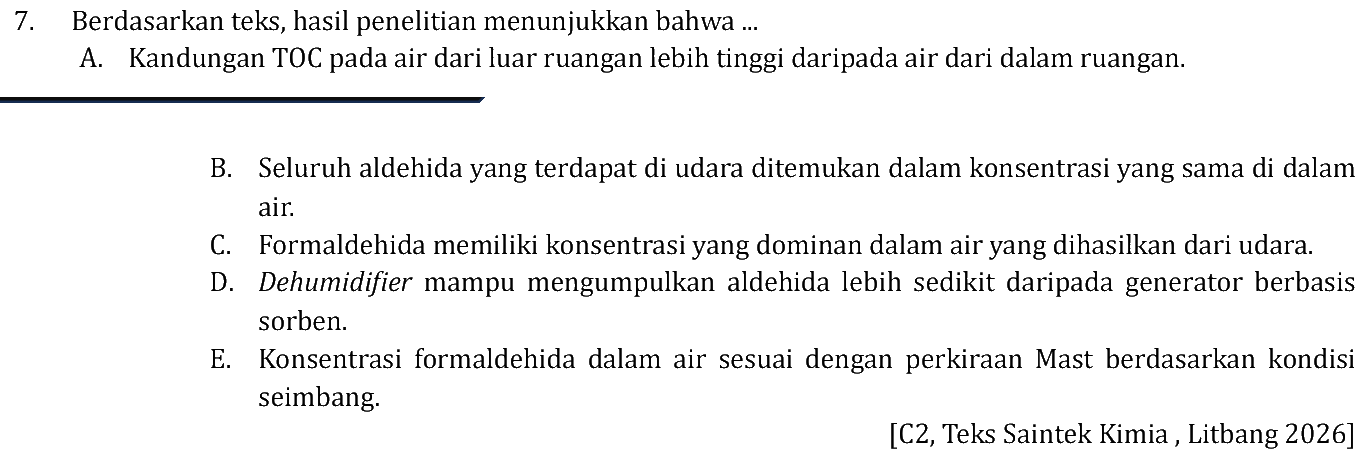 7. Berdasarkan teks, hasil penelitian menunjukkan bahwa ...
A. Kandungan TOC pada air dari luar ruangan lebih tinggi daripada air dari dalam ruangan.
B. Seluruh aldehida yang terdapat di udara ditemukan dalam konsentrasi yang sama di dalam
air.
C. Formaldehida memiliki konsentrasi yang dominan dalam air yang dihasilkan dari udara.
D. Dehumidifier mampu mengumpulkan aldehida lebih sedikit daripada generator berbasis
sorben.
E. Konsentrasi formaldehida dalam air sesuai dengan perkiraan Mast berdasarkan kondisi
seimbang.
[C2, Teks Saintek Kimia , Litbang 2026]